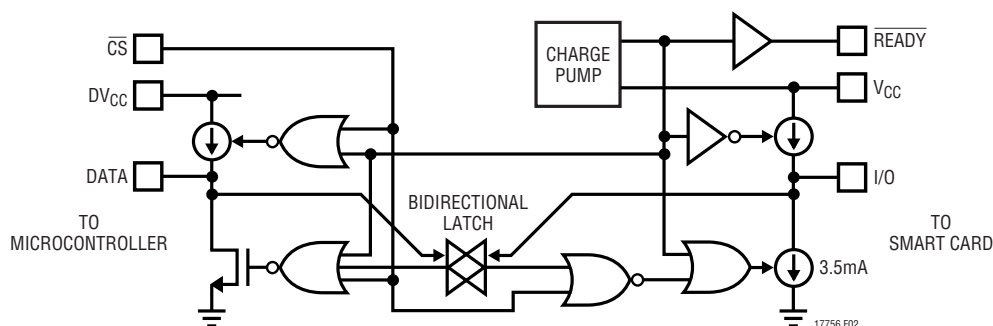 CS
CHARGE
PUMP
READY
DVCC
VCC
DATA
I/O
BIDIRECTIONAL
LATCH
TO
MICROCONTROLLER
TO
SMART CARD
3.5mA
17756 F02